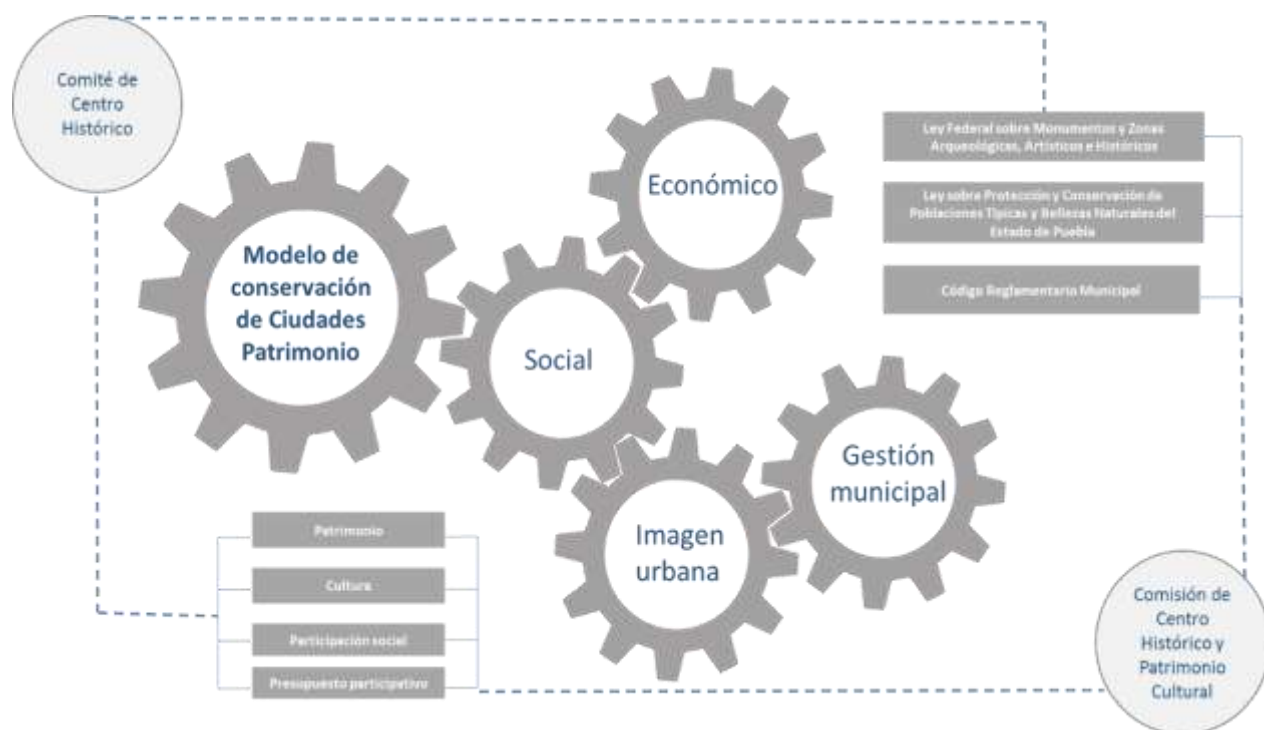 Comité de
Centro
Histórico
Económico
Ley Federal sobre Monumentos y Zonas
Arqueológicas, Artísticos e Históricos
Ley sobre Protección y Conservación de
Poblaciones Típicas y Bellezas Naturales del
Estado de Puebla
Código Reglamentario Municipal
Modelo de
conservación
de Ciudades
Patrimonio
Social
Gestión
municipal
Imagen
urbana
Patrimonio
Cultura
Participación social
Presupuesto participativo
Comisión de
Centro
Histórico y
Patrimonio
Cultural